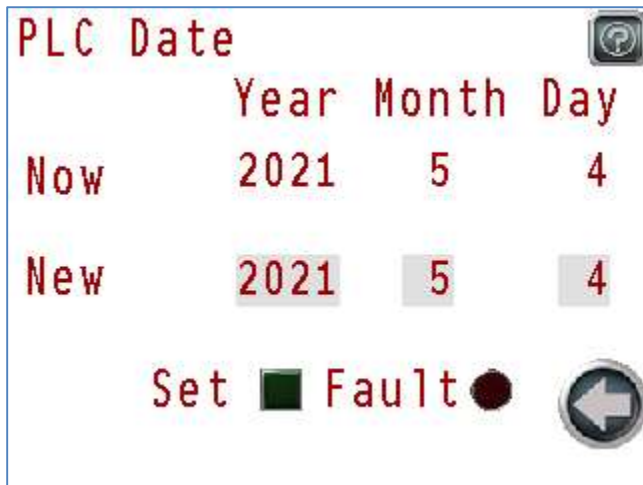 PLC Date
Year Month Day
Now 2021 5 4
New 2021 5 4
Set Fault